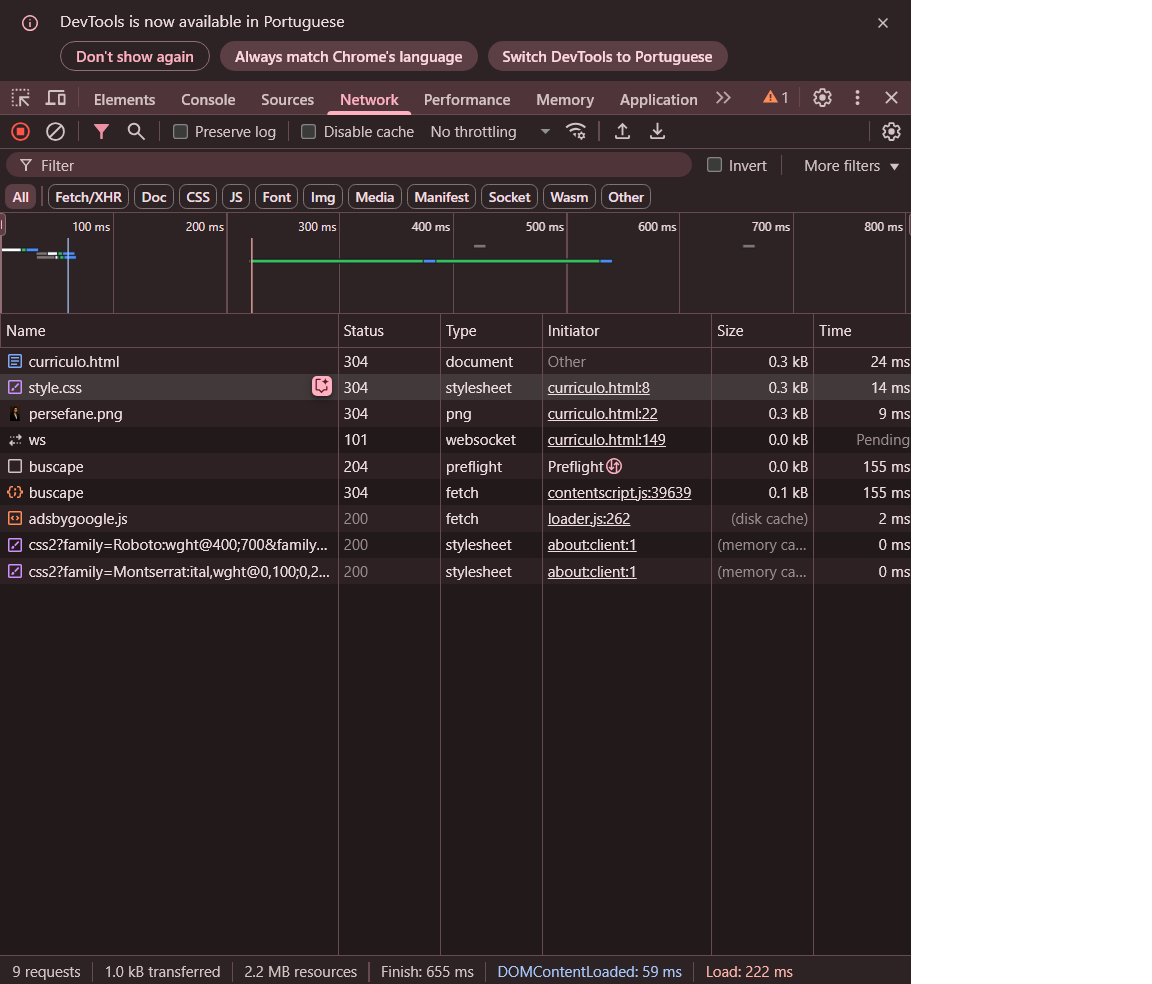 DevTools is now available in Portuguese
Don't show again Always match Chrome's language Switch DevTools to Portuguese
Elements Console Sources Network Performance Memory Application 1
Preserve log Disable cache No throttling
Filter Invert More filters
All Fetch/XHR Doc CSS JS Font Img Media Manifest Socket Wasm Other
100 ms 200 ms 300 ms 400 ms 500 ms 600 ms 700 ms 800 ms
Name Status Type Initiator Size Time
curriculo.html 304 document Other 0.3 kB 24 ms
style.css 304 stylesheet curriculo.html:8 0.3 kB 14 ms
persefane.png 304 png curriculo.html:22 0.3 kB 9 ms
ws 101 websocket curriculo.html:149 0.0 kB Pending
buscape 204 preflight Preflight 0.0 kB 155 ms
buscape 304 fetch contentscript.js:39639 0.1 kB 155 ms
adsbygoogle.js 200 fetch loader.js:262 (disk cache) 2 ms
css2?family=Roboto:wght@400;700&family... 200 stylesheet about:client:1 (memory ca... 0 ms
css2?family=Montserrat:ital,wght@0,100;0,2... 200 stylesheet about:client:1 (memory ca... 0 ms
9 requests 1.0 kB transferred 2.2 MB resources Finish: 655 ms DOMContentLoaded: 59 ms Load: 222 ms